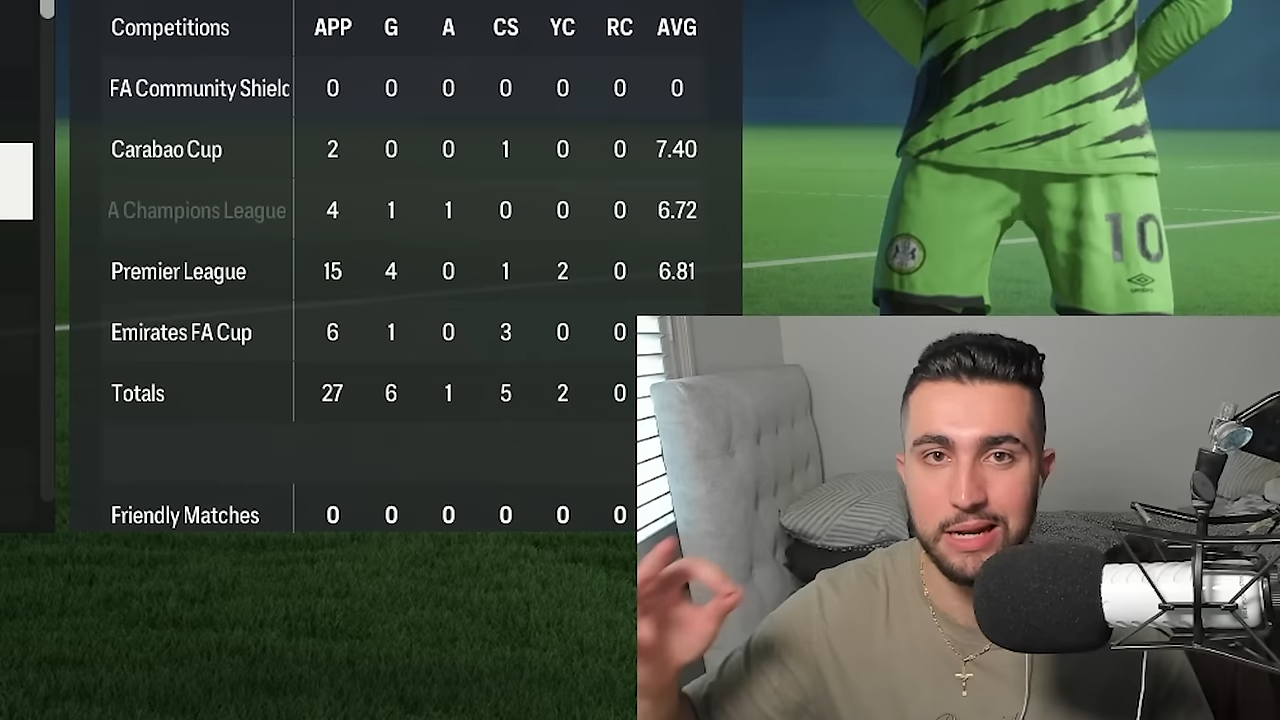 Competitions APP G A CS YC RC AVG
FA Community Shield 0 0 0 0 0 0 0
Carabao Cup 2 0 0 1 0 0 7.40
A Champions League 4 1 1 0 0 0 6.72
Premier League 15 4 0 1 2 0 6.81
Emirates FA Cup 6 1 0 3 0 0
Totals 27 6 1 5 2 0
Friendly Matches 0 0 0 0 0 0
10
umbro